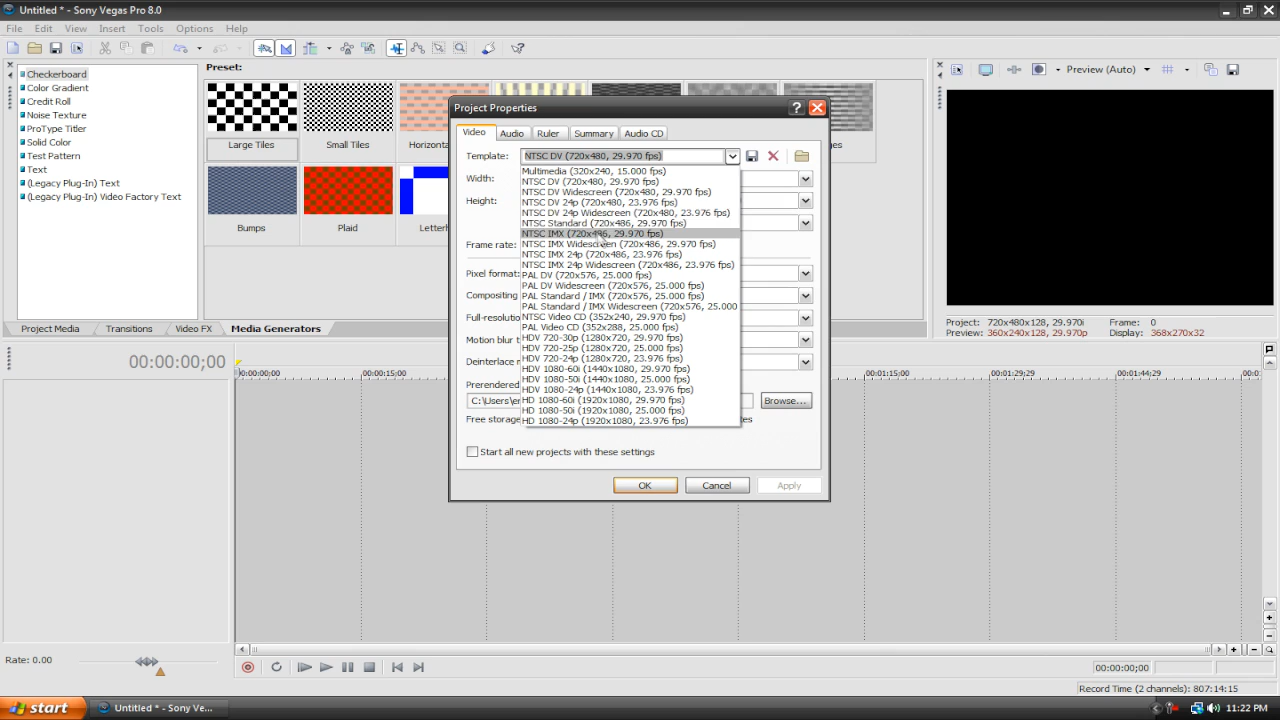 Untitled * - Sony Vegas Pro 8.0
File Edit View Insert Tools Options Help
Checkerboard
Color Gradient
Credit Roll
Noise Texture
ProType Titler
Solid Color
Test Pattern
Text
(Legacy Plug-In) Text
(Legacy Plug-In) Video Factory Text
Preset:
Large Tiles
Small Tiles
Bumps
Plaid
Project Media Transitions Video FX Media Generators
Project Properties
Video Audio Ruler Summary Audio CD
Template: NTSC DV (720x480, 29.970 fps)
Width:
Height:
Frame rate:
Pixel format:
Compositing
Full-resolution
Motion blur t
Deinterlace
Prerendered
C:\Users\
Browse...
Free storage
Multimedia (320x240, 15.000 fps)
NTSC DV (720x480, 29.970 fps)
NTSC DV Widescreen (720x480, 29.970 fps)
NTSC DV 24p (720x480, 23.976 fps)
NTSC DV 24p Widescreen (720x480, 23.976 fps)
NTSC Standard (720x486, 29.970 fps)
NTSC IMX (720x486, 29.970 fps)
NTSC IMX Widescreen (720x486, 29.970 fps)
NTSC IMX 24p (720x486, 23.976 fps)
NTSC IMX 24p Widescreen (720x486, 23.976 fps)
PAL DV (720x576, 25.000 fps)
PAL DV Widescreen (720x576, 25.000 fps)
PAL Standard / IMX (720x576, 25.000 fps)
PAL Standard / IMX Widescreen (720x576, 25.000
NTSC Video CD (352x240, 29.970 fps)
PAL Video CD (352x288, 25.000 fps)
HDV 720-30p (1280x720, 29.970 fps)
HDV 720-25p (1280x720, 25.000 fps)
HDV 720-24p (1280x720, 23.976 fps)
HDV 1080-60i (1440x1080, 29.970 fps)
HDV 1080-50i (1440x1080, 25.000 fps)
HDV 1080-24p (1440x1080, 23.976 fps)
HD 1080-60i (1920x1080, 29.970 fps)
HD 1080-50i (1920x1080, 25.000 fps)
HD 1080-24p (1920x1080, 23.976 fps)
Start all new projects with these settings
OK Cancel Apply
Preview (Auto)
Project: 720x480x128, 29.970i Frame: 0
Preview: 360x240x128, 29.970p Display: 368x270x32
00:00:00;00
00:00:15;00
00:01:15;00
00:01:29;29
00:01:44;29
Rate: 0.00
00:00:00;00
Record Time (2 channels): 807:14:15
start
Untitled * - Sony Ve...
11:22 PM